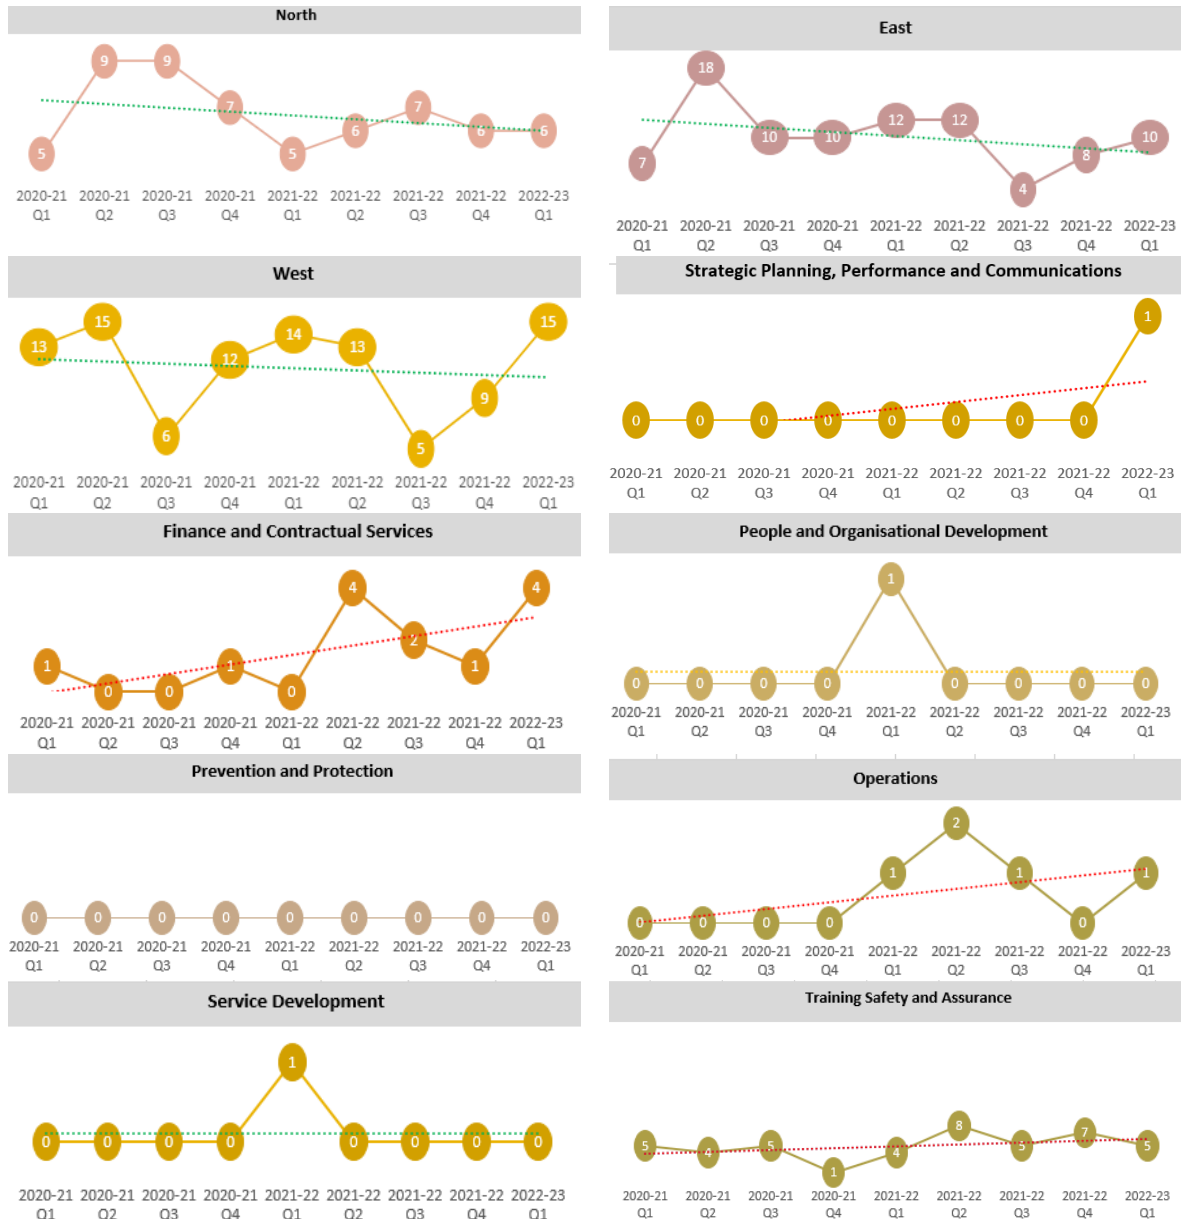 North
5 9 9 7 5 6 7 6 6
2020-21 2020-21 2020-21 2020-21 2021-22 2021-22 2021-22 2021-22 2022-23
Q1 Q2 Q3 Q4 Q1 Q2 Q3 Q4 Q1
East
7 18 10 10 12 12 4 8 10
2020-21 2020-21 2020-21 2020-21 2021-22 2021-22 2021-22 2021-22 2022-23
Q1 Q2 Q3 Q4 Q1 Q2 Q3 Q4 Q1
West
13 15 6 12 14 13 5 9 15
2020-21 2020-21 2020-21 2020-21 2021-22 2021-22 2021-22 2021-22 2022-23
Q1 Q2 Q3 Q4 Q1 Q2 Q3 Q4 Q1
Strategic Planning, Performance and Communications
0 0 0 0 0 0 0 0 1
2020-21 2020-21 2020-21 2020-21 2021-22 2021-22 2021-22 2021-22 2022-23
Q1 Q2 Q3 Q4 Q1 Q2 Q3 Q4 Q1
Finance and Contractual Services
1 0 0 1 0 4 2 1 4
2020-21 2020-21 2020-21 2020-21 2021-22 2021-22 2021-22 2021-22 2022-23
Q1 Q2 Q3 Q4 Q1 Q2 Q3 Q4 Q1
People and Organisational Development
0 0 0 0 1 0 0 0 0
2020-21 2020-21 2020-21 2020-21 2021-22 2021-22 2021-22 2021-22 2022-23
Q1 Q2 Q3 Q4 Q1 Q2 Q3 Q4 Q1
Prevention and Protection
0 0 0 0 0 0 0 0 0
2020-21 2020-21 2020-21 2020-21 2021-22 2021-22 2021-22 2021-22 2022-23
Q1 Q2 Q3 Q4 Q1 Q2 Q3 Q4 Q1
Operations
0 0 0 0 1 2 1 0 1
2020-21 2020-21 2020-21 2020-21 2021-22 2021-22 2021-22 2021-22 2022-23
Q1 Q2 Q3 Q4 Q1 Q2 Q3 Q4 Q1
Service Development
0 0 0 0 1 0 0 0 0
2020-21 2020-21 2020-21 2020-21 2021-22 2021-22 2021-22 2021-22 2022-23
Q1 Q2 Q3 Q4 Q1 Q2 Q3 Q4 Q1
Training Safety and Assurance
5 4 5 1 4 8 5 7 5
2020-21 2020-21 2020-21 2020-21 2021-22 2021-22 2021-22 2021-22 2022-23
Q1 Q2 Q3 Q4 Q1 Q2 Q3 Q4 Q1